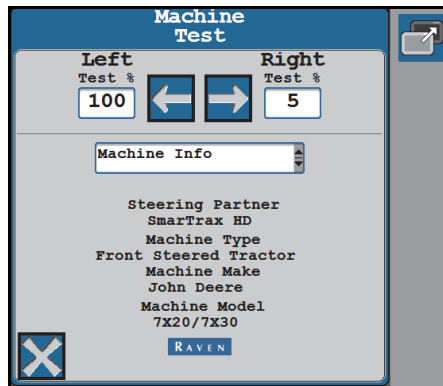 Machine
Test
Left Right
Test % Test %
100 5
Machine Info
Steering Partner
SmarTrax HD
Machine Type
Front Steered Tractor
Machine Make
John Deere
Machine Model
7X20/7X30
RAVEN